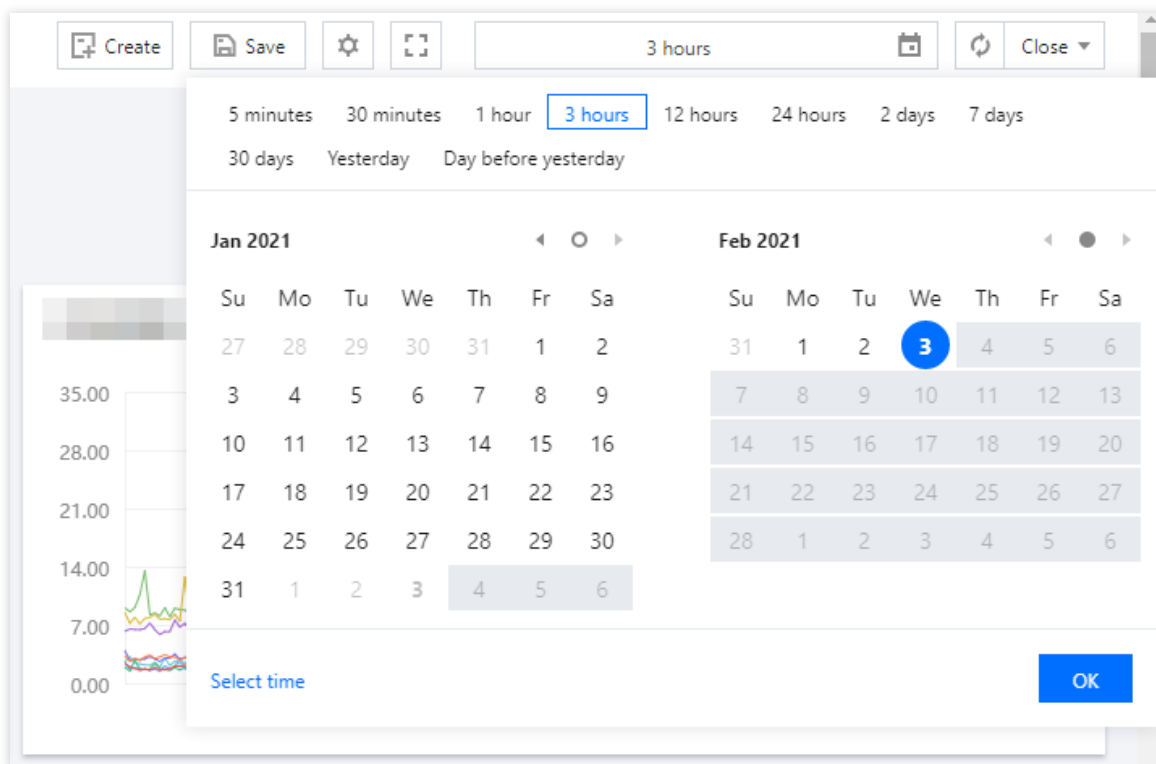 Create Save 3 hours Close
5 minutes 30 minutes 1 hour 3 hours 12 hours 24 hours 2 days 7 days
30 days Yesterday Day before yesterday
Jan 2021
Su Mo Tu We Th Fr Sa
27 28 29 30 31 1 2
3 4 5 6 7 8 9
10 11 12 13 14 15 16
17 18 19 20 21 22 23
24 25 26 27 28 29 30
31 1 2 3 4 5 6
Feb 2021
Su Mo Tu We Th Fr Sa
31 1 2 3 4 5 6
7 8 9 10 11 12 13
14 15 16 17 18 19 20
21 22 23 24 25 26 27
28 1 2 3 4 5 6
Select time OK
35.00
28.00
21.00
14.00
7.00
0.00